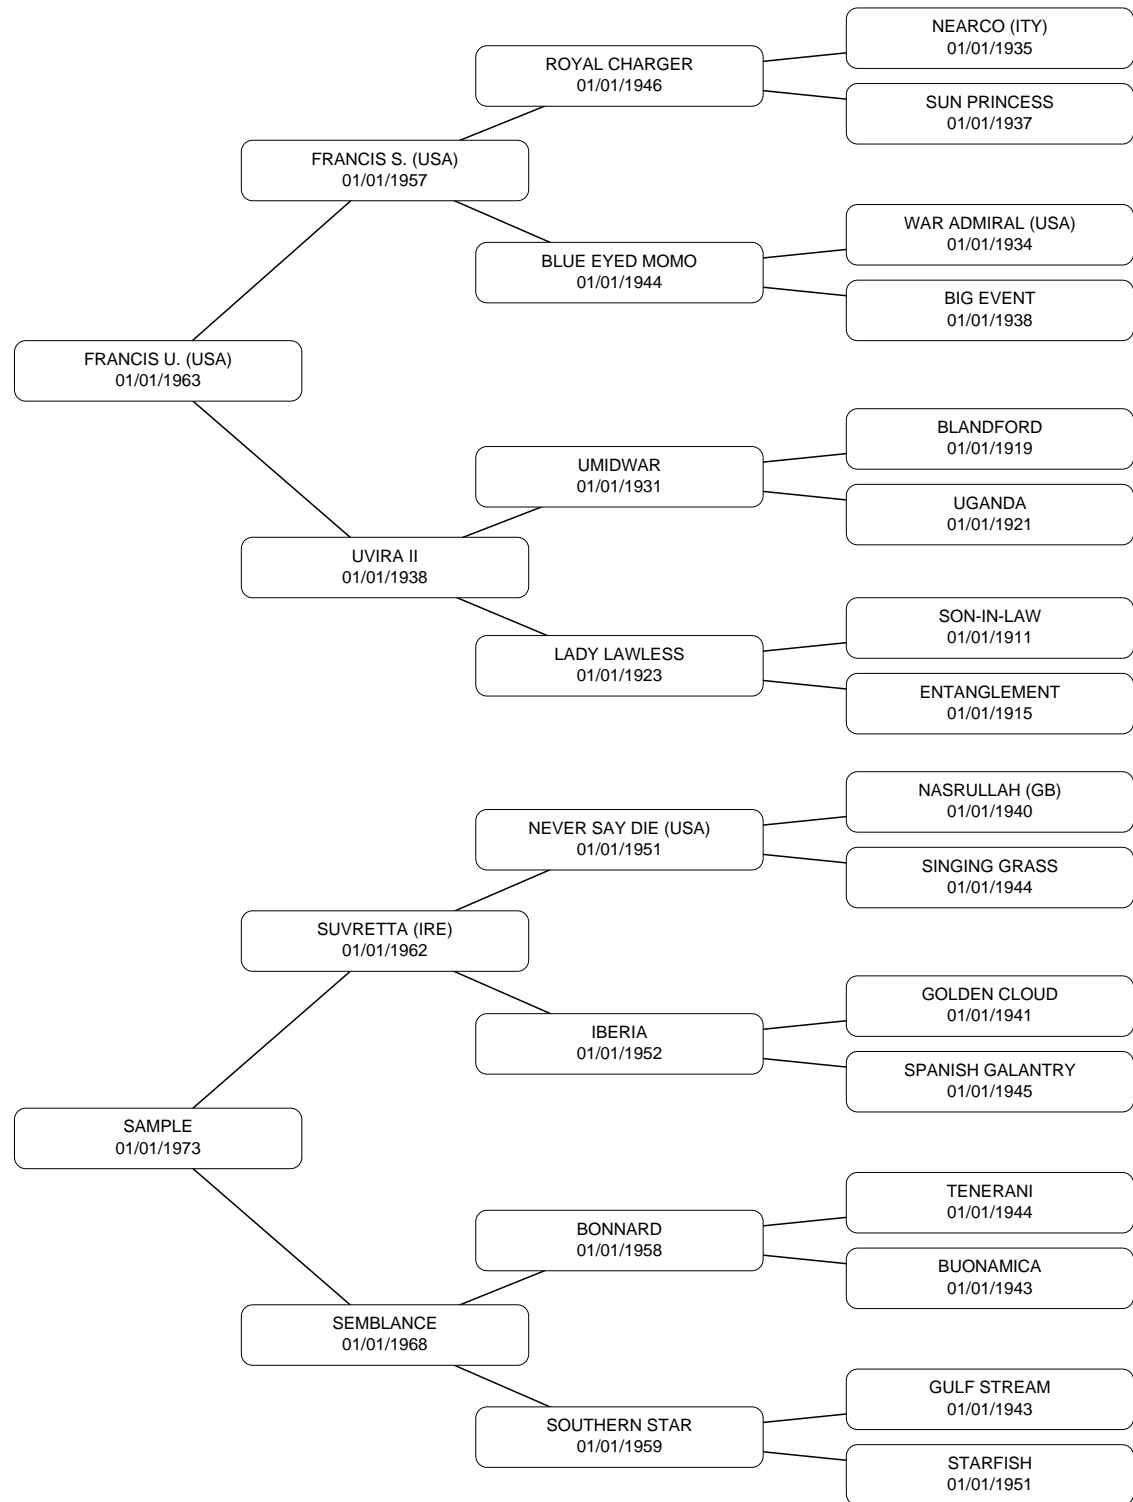 NEARCO (ITY)
01/01/1935
ROYAL CHARGER
01/01/1946
SUN PRINCESS
01/01/1937
FRANCIS S. (USA)
01/01/1957
WAR ADMIRAL (USA)
01/01/1934
BLUE EYED MOMO
01/01/1944
BIG EVENT
01/01/1938
FRANCIS U. (USA)
01/01/1963
BLANDFORD
01/01/1919
UMIDWAR
01/01/1931
UGANDA
01/01/1921
UVIRA II
01/01/1938
SON-IN-LAW
01/01/1911
LADY LAWLESS
01/01/1923
ENTANGLEMENT
01/01/1915
NASRULLAH (GB)
01/01/1940
NEVER SAY DIE (USA)
01/01/1951
SINGING GRASS
01/01/1944
SUVRETTA (IRE)
01/01/1962
GOLDEN CLOUD
01/01/1941
IBERIA
01/01/1952
SPANISH GALANTRY
01/01/1945
SAMPLE
01/01/1973
TENERANI
01/01/1944
BONNARD
01/01/1958
BUONAMICA
01/01/1943
SEMBLANCE
01/01/1968
GULF STREAM
01/01/1943
SOUTHERN STAR
01/01/1959
STARFISH
01/01/1951